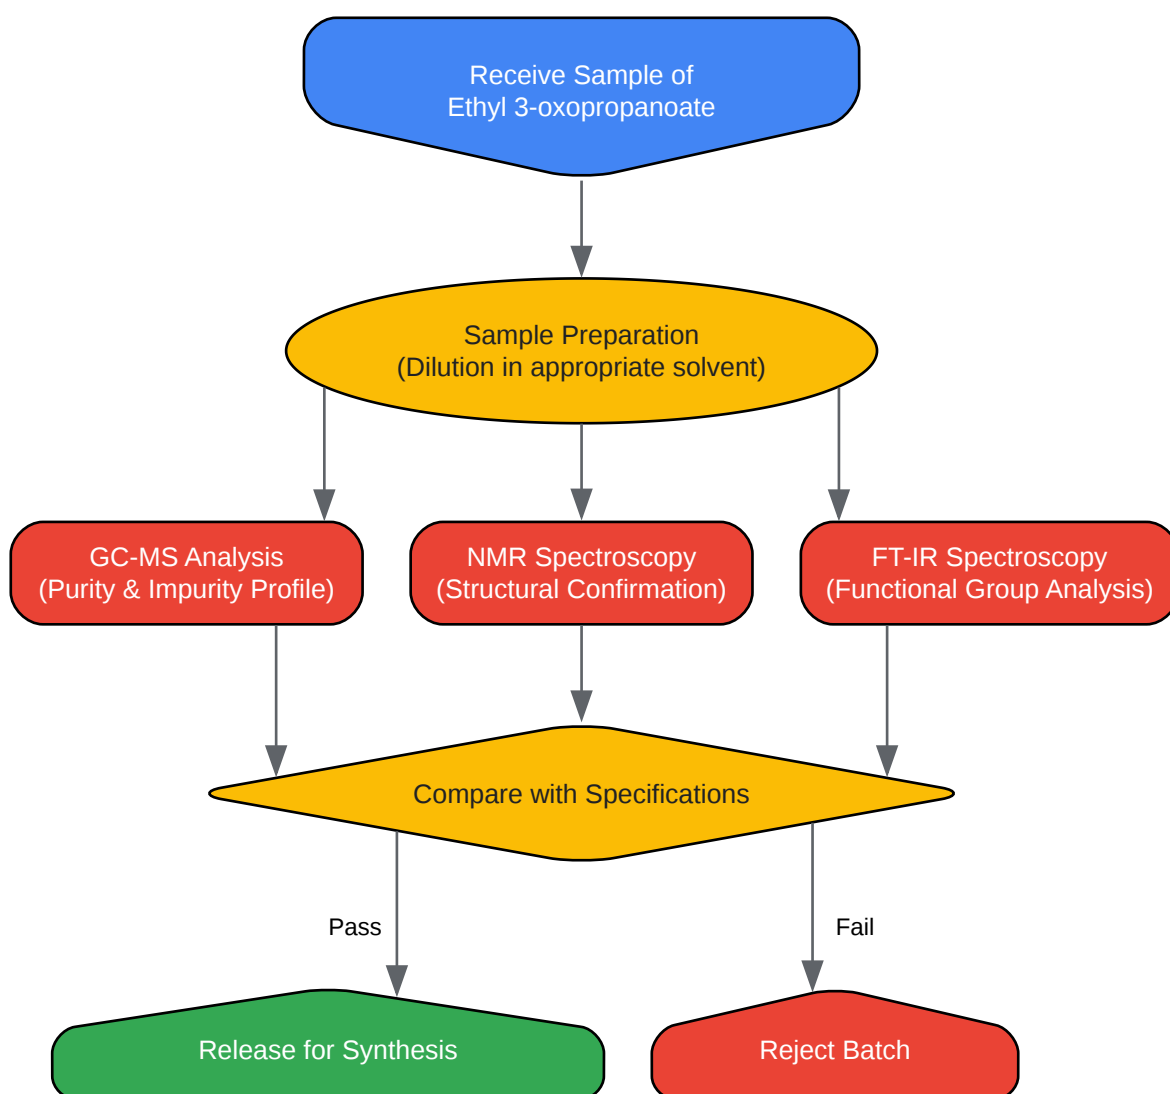 Receive Sample of
Ethyl 3-oxopropanoate
Sample Preparation
(Dilution in appropriate solvent)
GC-MS Analysis
(Purity & Impurity Profile)
NMR Spectroscopy
(Structural Confirmation)
FT-IR Spectroscopy
(Functional Group Analysis)
Compare with Specifications
Pass
Fail
Release for Synthesis
Reject Batch